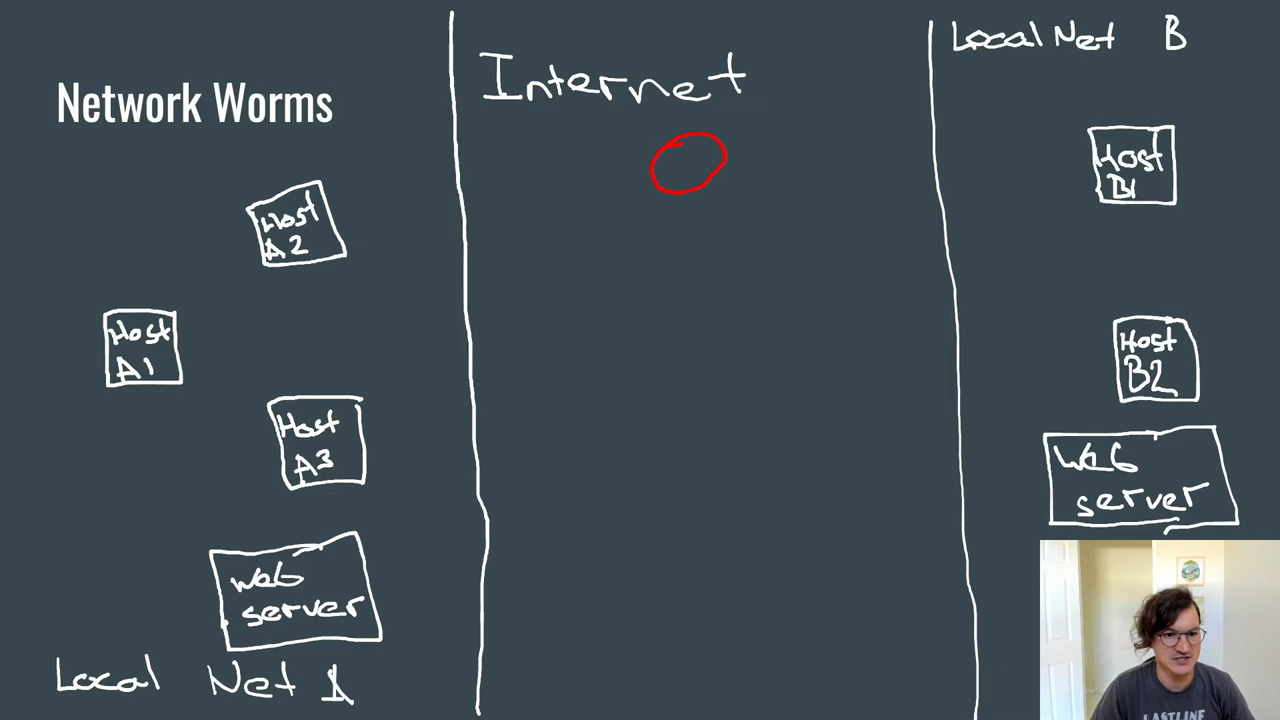 Network Worms
Host
A2
Host
A1
Host
A3
Web
server
Local Net A
Internet
Local Net B
Host
B1
Host
B2
Web
server
LASTLINE